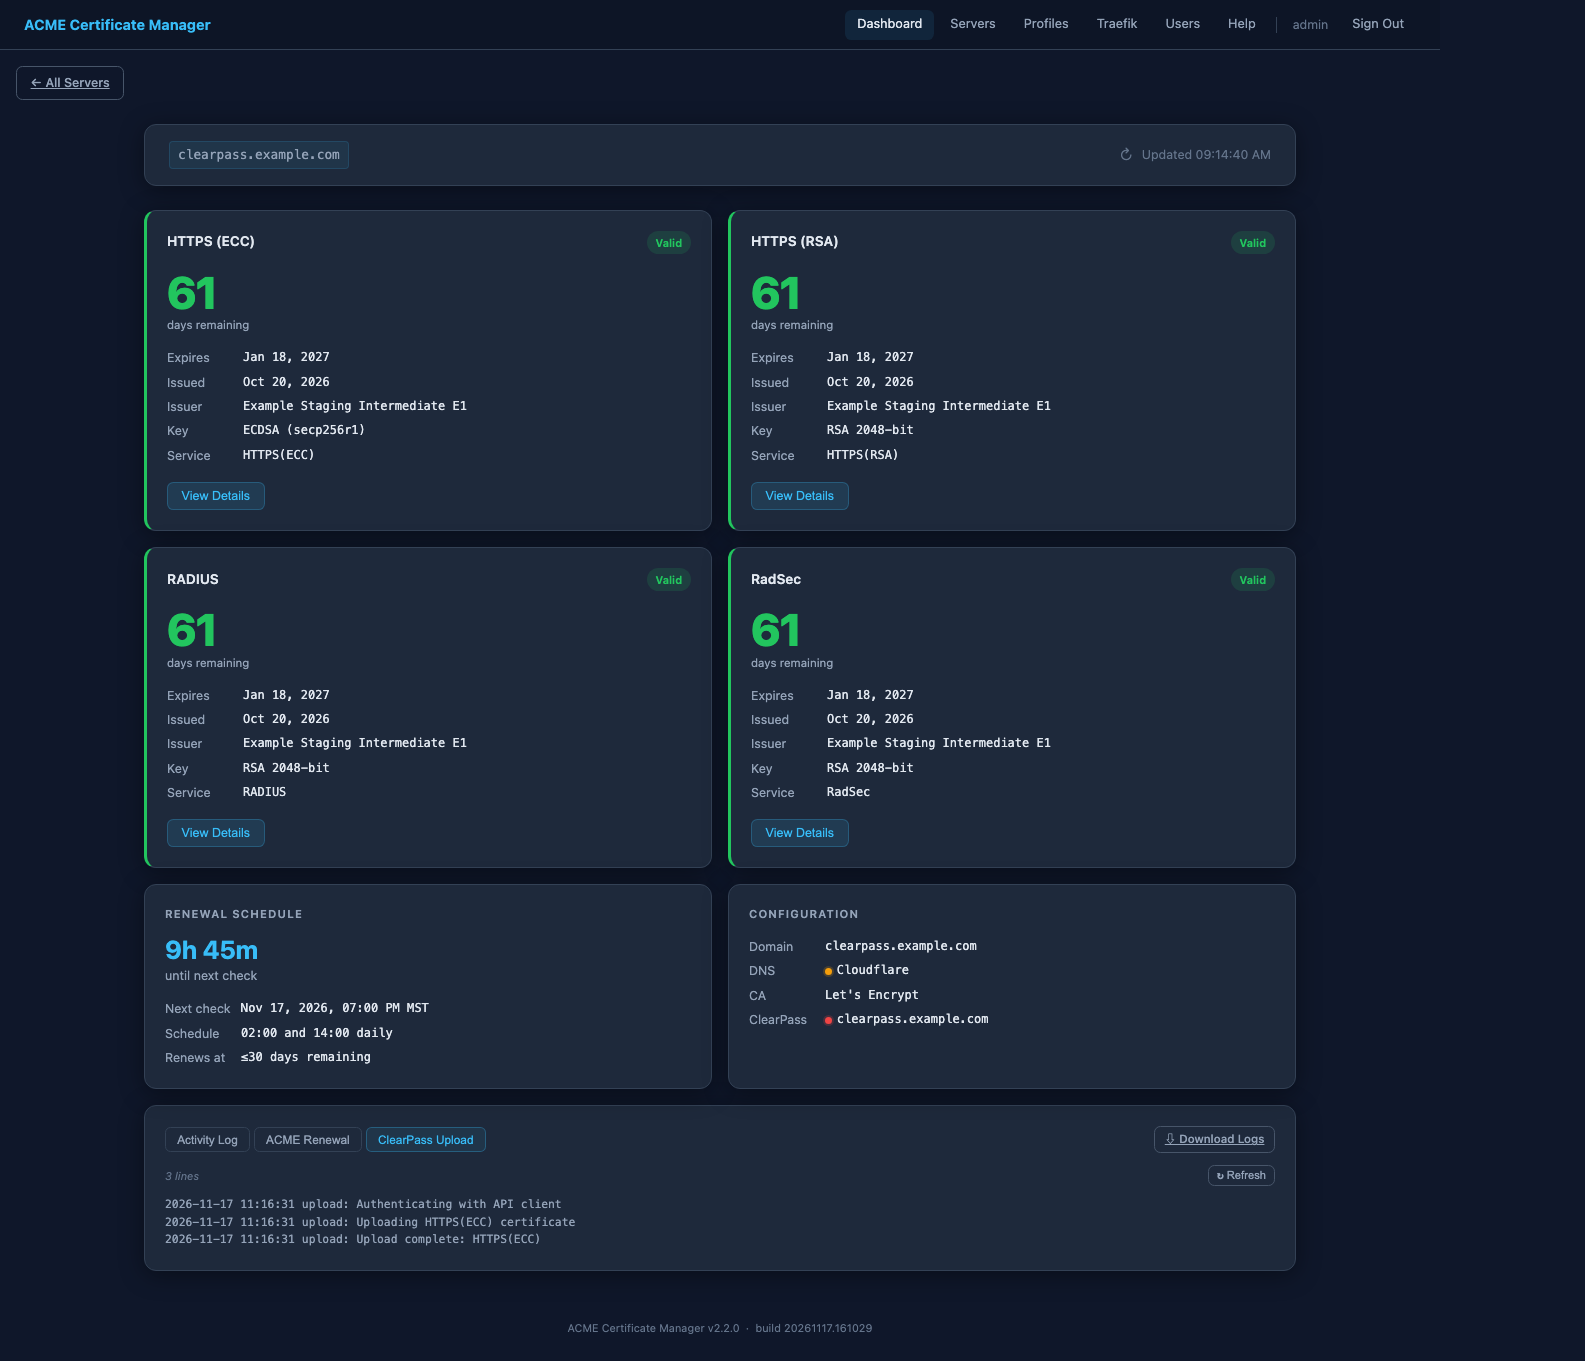 ACME Certificate Manager
Dashboard Servers Profiles Traefik Users Help admin Sign Out
← All Servers
clearpass.example.com
↻ Updated 09:14:40 AM
HTTPS (ECC)
Valid
61
days remaining
Expires Jan 18, 2027
Issued Oct 20, 2026
Issuer Example Staging Intermediate E1
Key ECDSA (secp256r1)
Service HTTPS(ECC)
View Details
HTTPS (RSA)
Valid
61
days remaining
Expires Jan 18, 2027
Issued Oct 20, 2026
Issuer Example Staging Intermediate E1
Key RSA 2048-bit
Service HTTPS(RSA)
View Details
RADIUS
Valid
61
days remaining
Expires Jan 18, 2027
Issued Oct 20, 2026
Issuer Example Staging Intermediate E1
Key RSA 2048-bit
Service RADIUS
View Details
RadSec
Valid
61
days remaining
Expires Jan 18, 2027
Issued Oct 20, 2026
Issuer Example Staging Intermediate E1
Key RSA 2048-bit
Service RadSec
View Details
RENEWAL SCHEDULE
9h 45m
until next check
Next check Nov 17, 2026, 07:00 PM MST
Schedule 02:00 and 14:00 daily
Renews at ≤30 days remaining
CONFIGURATION
Domain clearpass.example.com
DNS Cloudflare
CA Let's Encrypt
ClearPass clearpass.example.com
Activity Log ACME Renewal ClearPass Upload
⇩ Download Logs
3 lines
↻ Refresh
2026-11-17 11:16:31 upload: Authenticating with API client
2026-11-17 11:16:31 upload: Uploading HTTPS(ECC) certificate
2026-11-17 11:16:31 upload: Upload complete: HTTPS(ECC)
ACME Certificate Manager v2.2.0 · build 20261117.161029